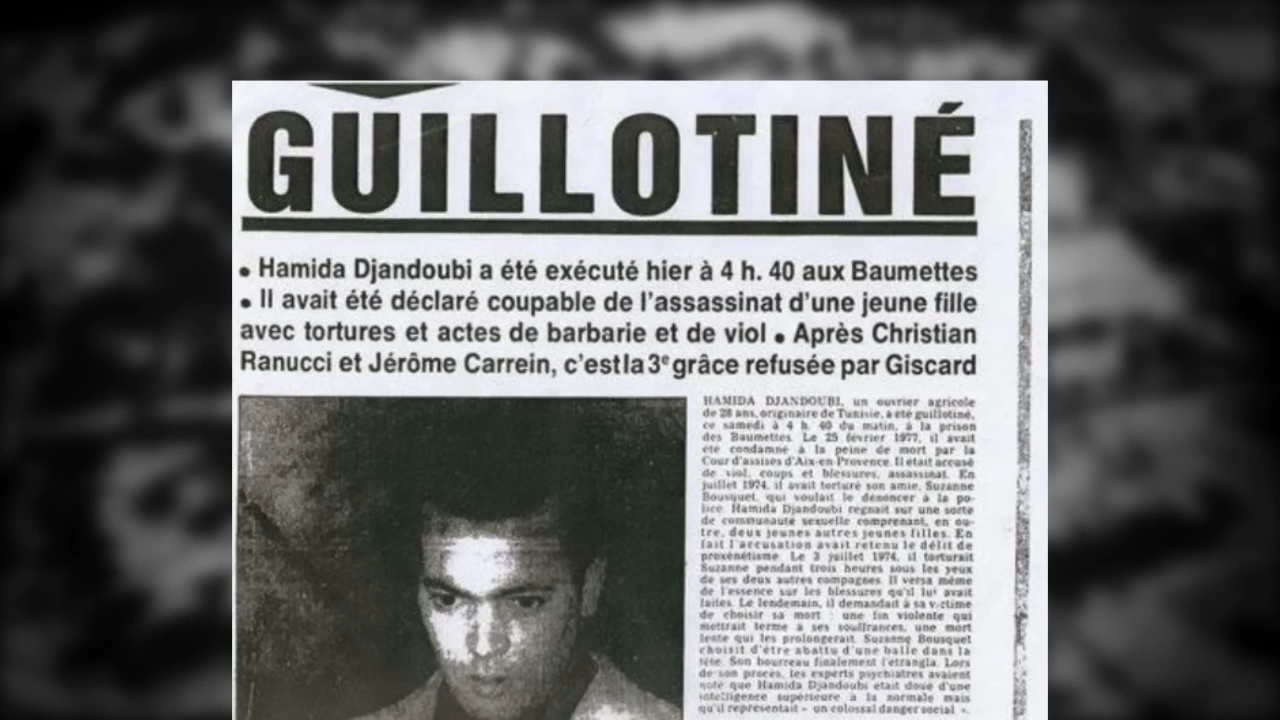 GUILLOTINÉ
• Hamida Djandoubi a été exécuté hier à 4 h. 40 aux Baumettes
• Il avait été déclaré coupable de l'assassinat d'une jeune fille
avec tortures et actes de barbarie et de viol • Après Christian
Ranucci et Jérôme Carrein, c'est la 3e grâce refusée par Giscard
HAMIDA DJANDOUBI, un ouvrier agricole
de 28 ans, originaire de Tunisie, a été guillotiné,
ce samedi à 4 h. 40 du matin, à la prison
des Baumettes. Le 25 février 1977, il avait
été condamné à la peine de mort par la
Cour d'assises d'Aix-en-Provence. Il était accusé
de viol, coups et blessures, assassinat. En
juillet 1974, il avait torturé son amie, Suzanne
Bousquet, qui voulait le dénoncer à la po-
lice. Hamida Djandoubi regnait sur une sorte
de communauté sexuelle comprenant, en ou-
tre, deux jeunes autres jeunes filles. En
fait l'accusation avait retenu le délit de
proxénétisme. Le 3 juillet 1974, il torturait
Suzanne pendant trois heures sous les yeux
de ses deux autres compagnes. Il versa même
de l'essence sur les blessures qu'il lui avait
faites. Le lendemain, il demandait à sa victime
de choisir sa mort : une fin violente qui
mettrait terme à ses souffrances, une mort
lente qui les prolongerait. Suzanne Bousquet
choisit d'être abattu d'une balle dans la
tête. Son bourreau finalement l'étrangla. Lors
de son procès, les experts psychiatres avaient
noté que Hamida Djandoubi était doué d'une
intelligence supérieure à la normale mais
qu'il représentait « un colossal danger social ».